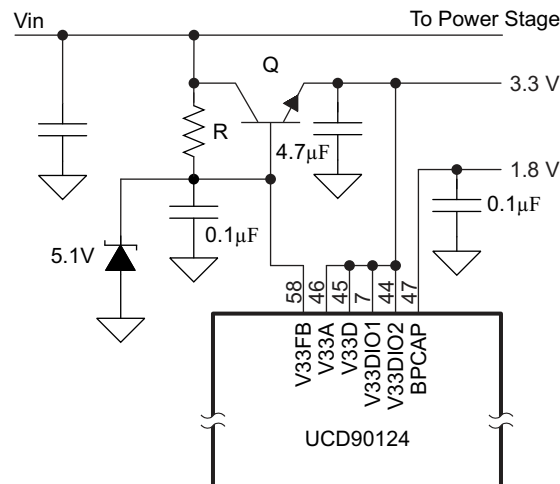 Vin
To Power Stage
Q
3.3 V
R
4.7µF
1.8 V
0.1µF
0.1µF
5.1V
58
46
45
7
44
47
V33FB
V33A
V33D
V33DIO1
V33DIO2
BPCAP
UCD90124